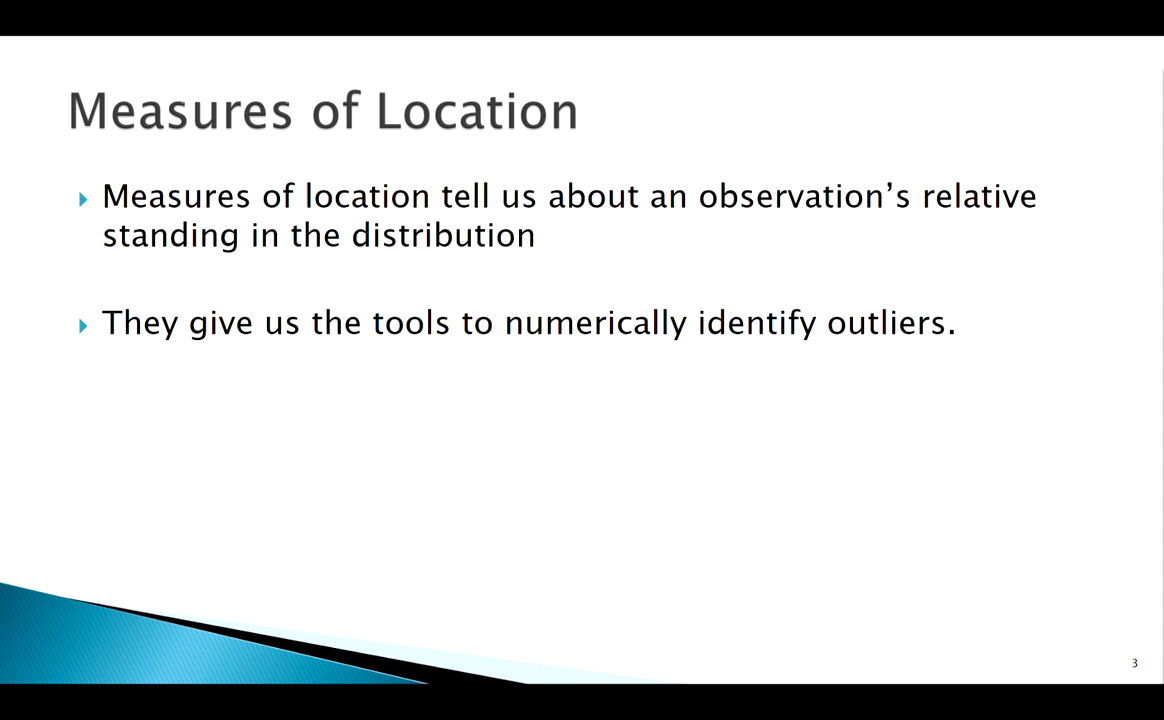 Measures of Location
Measures of location tell us about an observation’s relative
standing in the distribution
They give us the tools to numerically identify outliers.
3